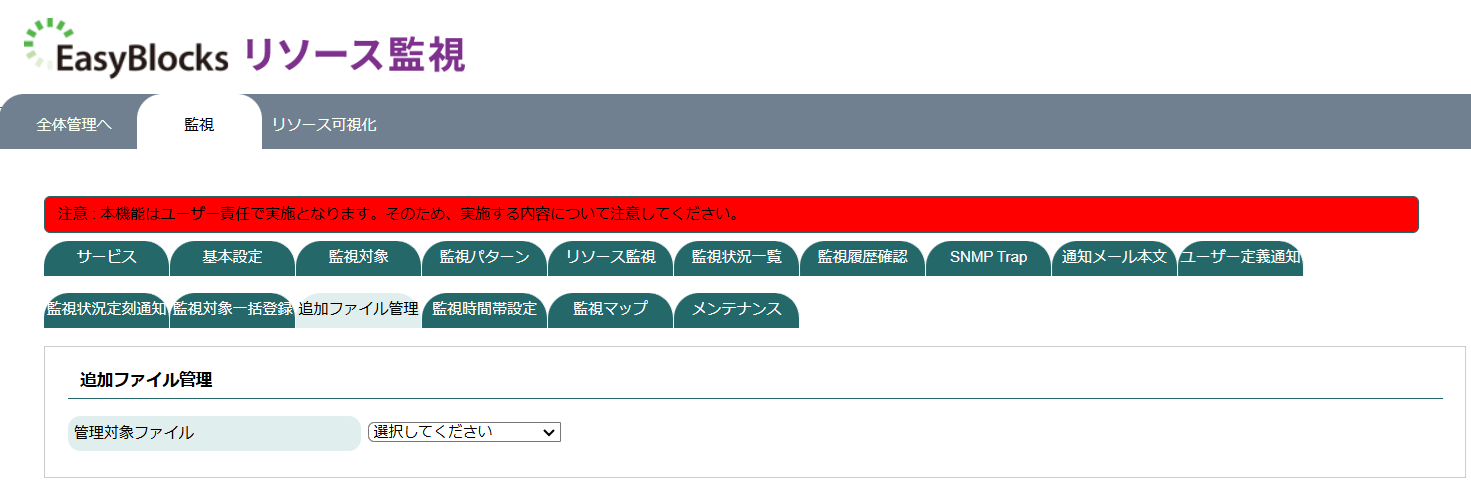 EasyBlocks リソース監視
全体管理へ 監視 リソース可視化
注意 : 本機能はユーザー責任で実施となります。そのため、実施する内容について注意してください。
サービス 基本設定 監視対象 監視パターン リソース監視 監視状況一覧 監視履歴確認 SNMP Trap 通知メール本文 ユーザー定義通知
監視状況定刻通知 監視対象一括登録 追加ファイル管理 監視時間帯設定 監視マップ メンテナンス
追加ファイル管理
管理対象ファイル 選択してください